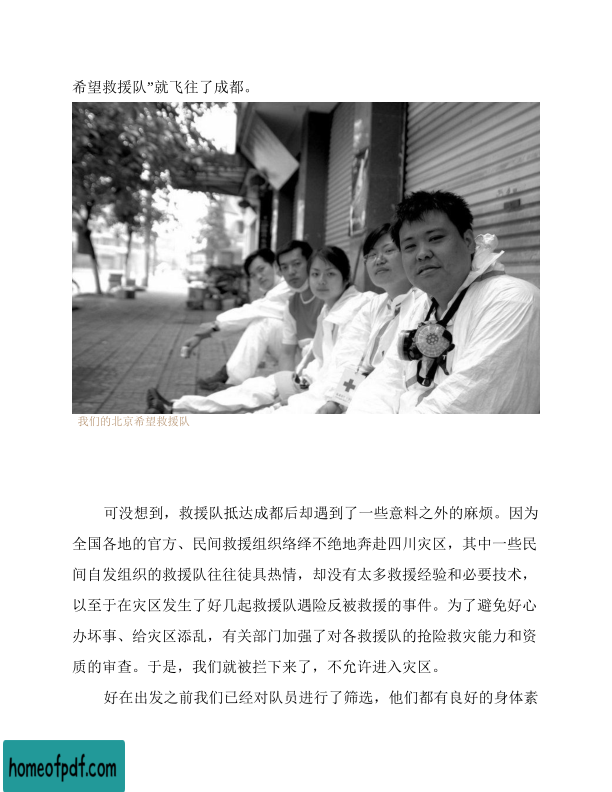 希望救援队”就飞往了成都。
我们的北京希望救援队
可没想到，救援队抵达成都后却遇到了一些意料之外的麻烦。因为
全国各地的官方、民间救援组织络绎不绝地奔赴四川灾区，其中一些民
间自发组织的救援队往往徒具热情，却没有太多救援经验和必要技术，
以至于在灾区发生了好几起救援队遇险反被救援的事件。为了避免好心
办坏事、给灾区添乱，有关部门加强了对各救援队的抢险救灾能力和资
质的审查。于是，我们就被拦下来了，不允许进入灾区。
好在出发之前我们已经对队员进行了筛选，他们都有良好的身体素
homeofpdf.com